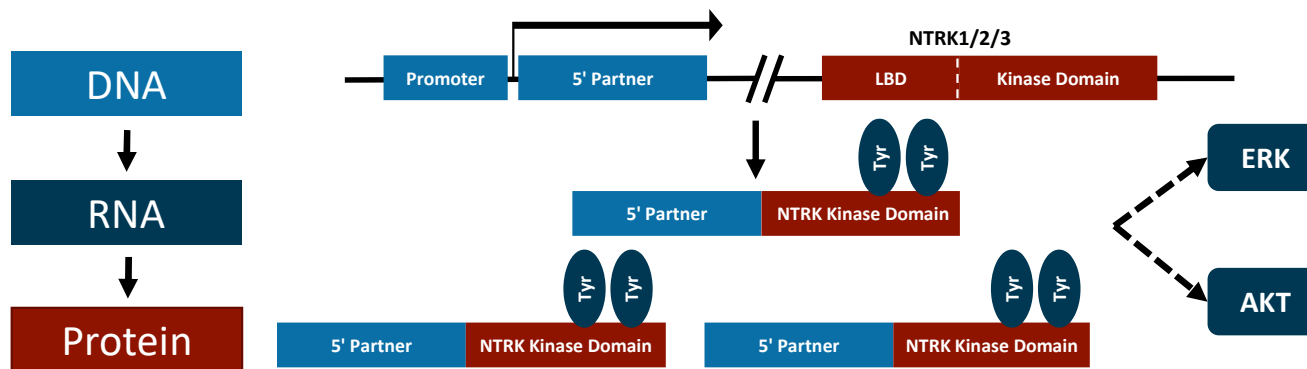 NTRK1/2/3
DNA
Promoter
5' Partner
LBD
Kinase Domain
Tyr
Tyr
ERK
RNA
5' Partner
NTRK Kinase Domain
Tyr
Tyr
Tyr
Tyr
AKT
Protein
5' Partner
NTRK Kinase Domain
5' Partner
NTRK Kinase Domain